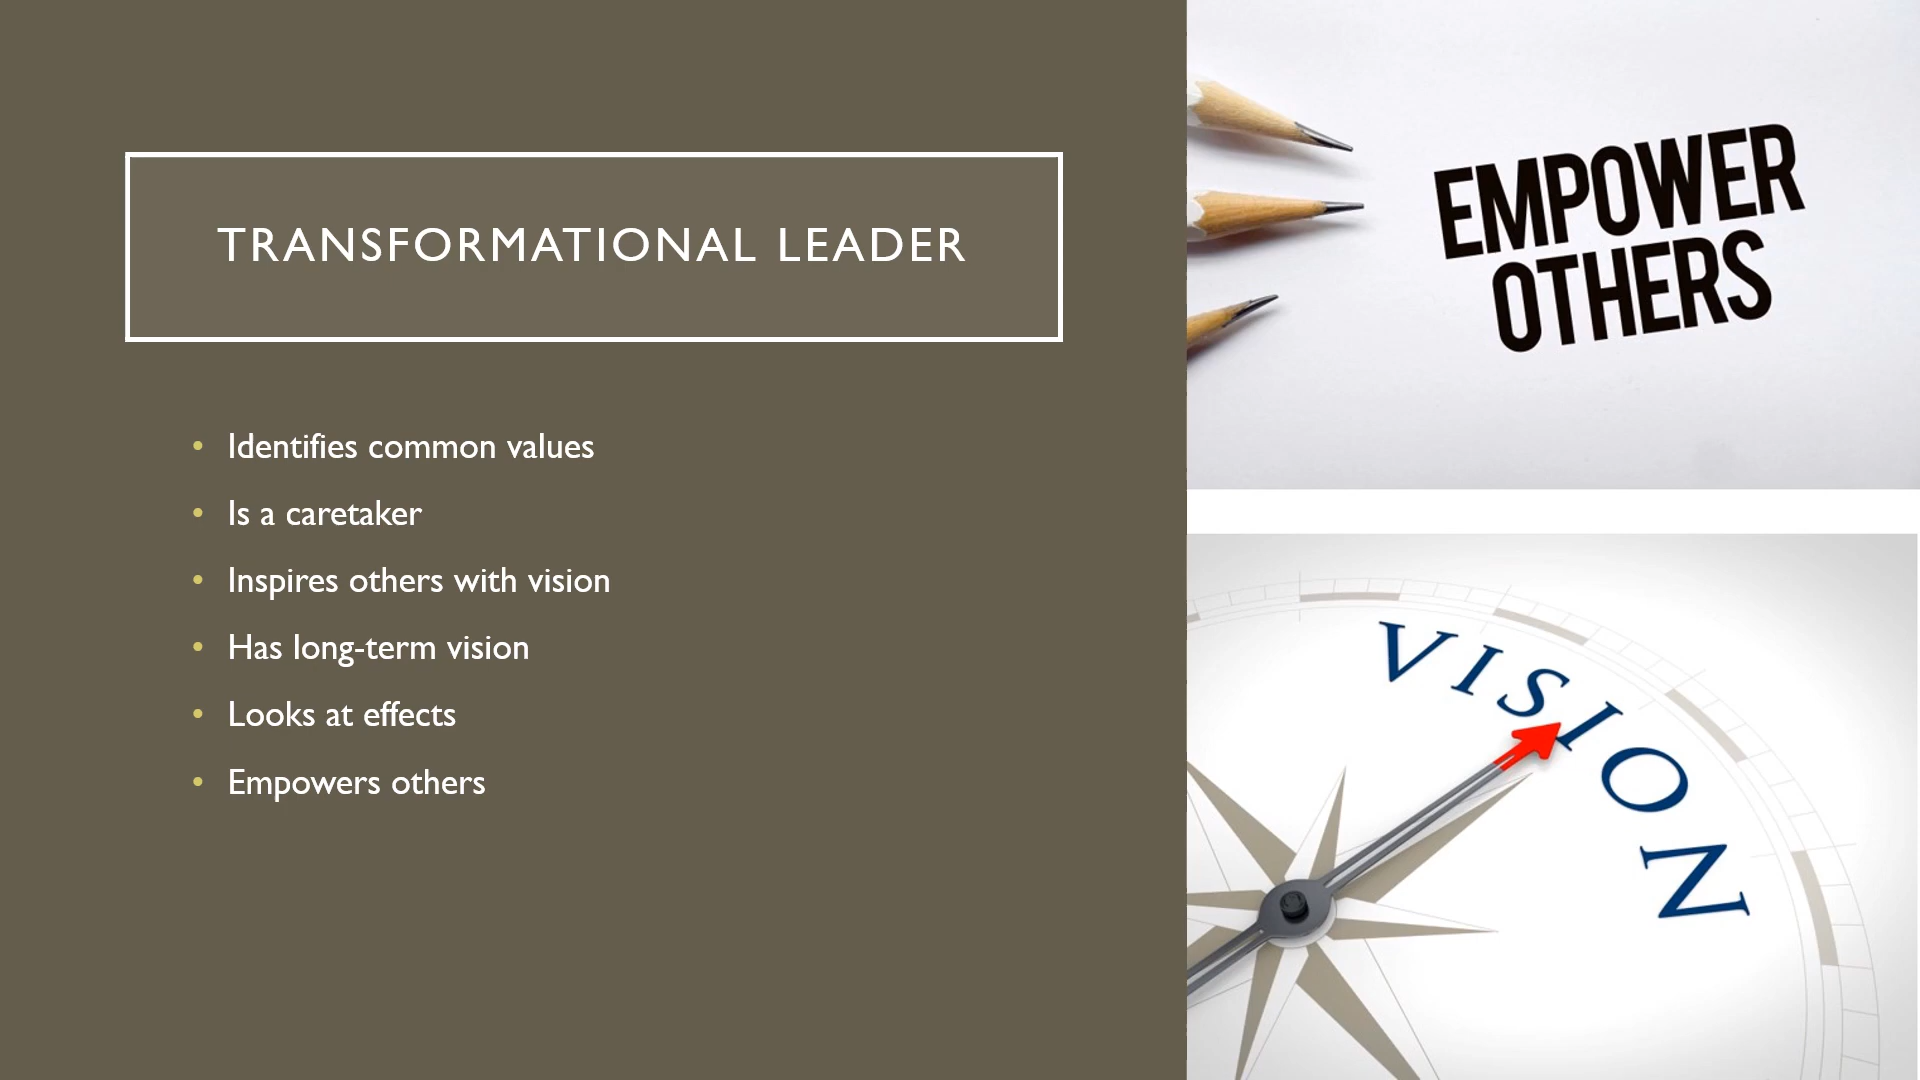 TRANSFORMATIONAL LEADER
• Identifies common values
• Is a caretaker
• Inspires others with vision
• Has long-term vision
• Looks at effects
• Empowers others
EMPOWER
OTHERS
VISION